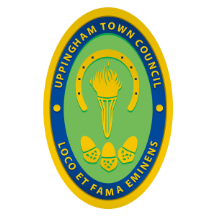 UPPINGHAM TOWN COUNCIL
LOCO ET FAMA EMINENS